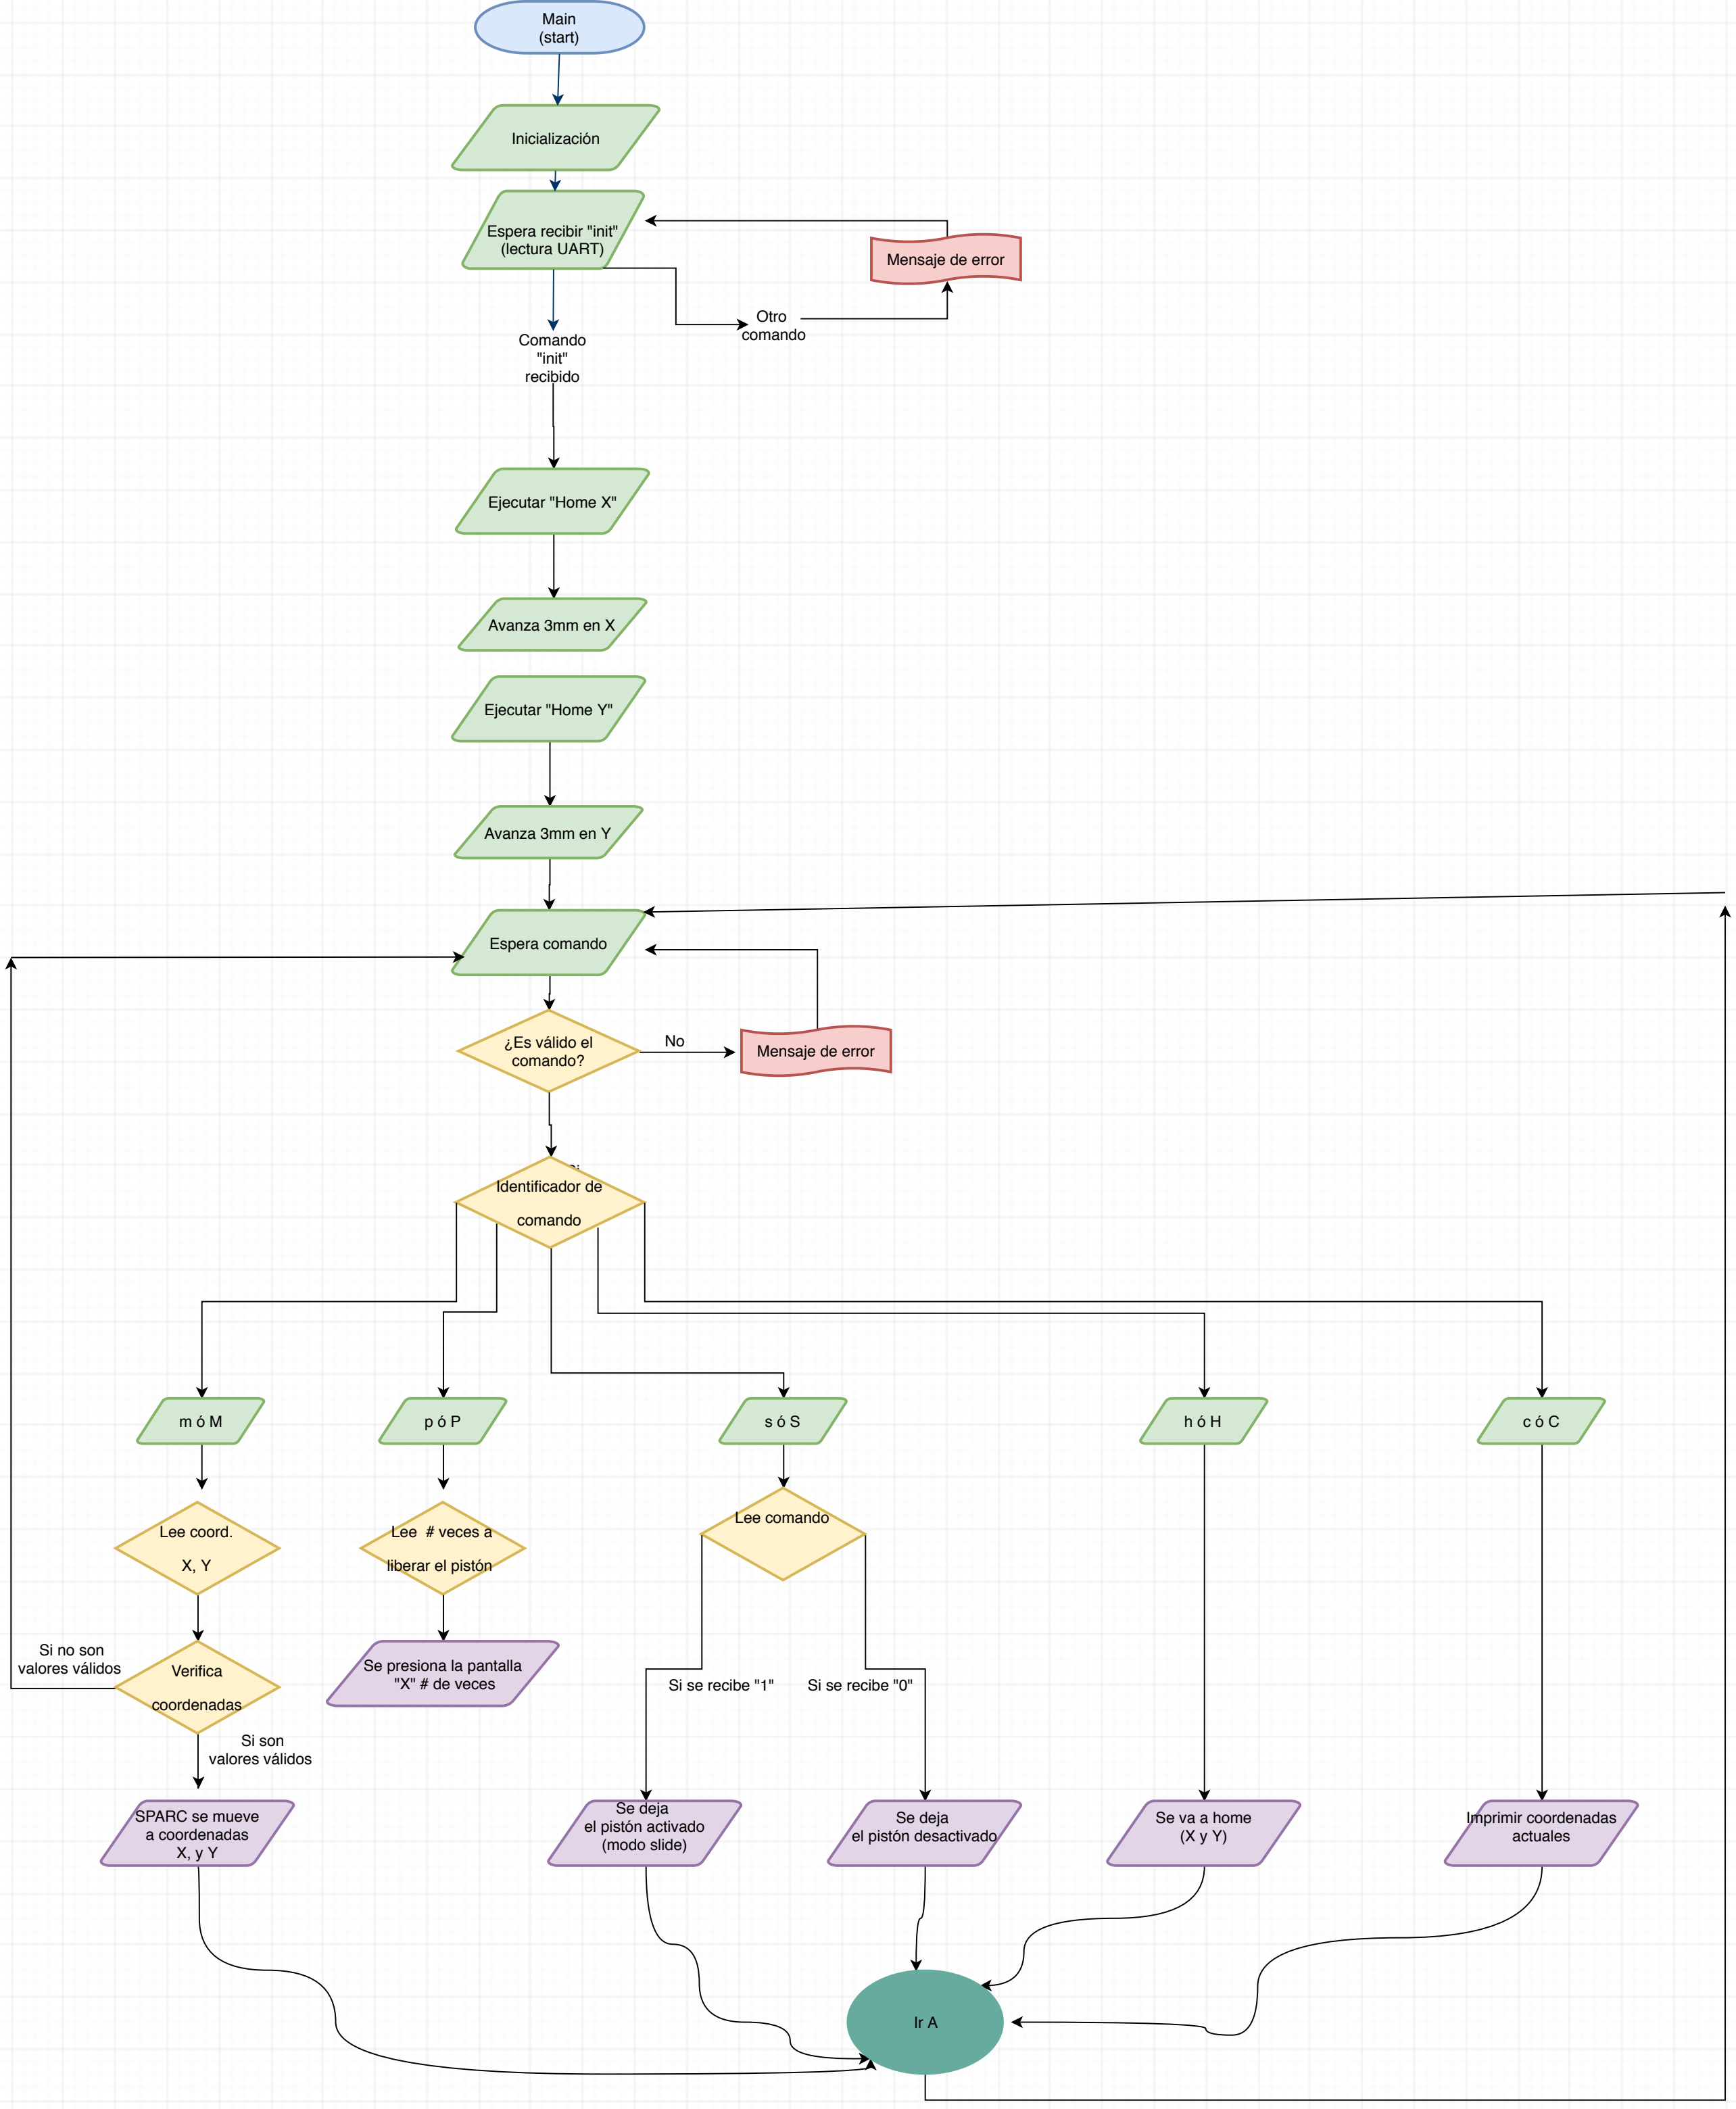 Main
(start)
Inicialización
Espera recibir "init"
(lectura UART)
Mensaje de error
Otro
comando
Comando
"init"
recibido
Ejecutar "Home X"
Avanza 3mm en X
Ejecutar "Home Y"
Avanza 3mm en Y
Espera comando
¿Es válido el
comando?
No
Mensaje de error
Identificador de
comando
m ó M
p ó P
s ó S
h ó H
c ó C
Lee coord.
X, Y
Lee # veces a
liberar el pistón
Lee comando
Si no son
valores válidos
Verifica
coordenadas
Se presiona la pantalla
"X" # de veces
Si se recibe "1"
Si se recibe "0"
Si son
valores válidos
SPARC se mueve
a coordenadas
X, y Y
Se deja
el pistón activado
(modo slide)
Se deja
el pistón desactivado
Se va a home
(X y Y)
Imprimir coordenadas
actuales
Ir A